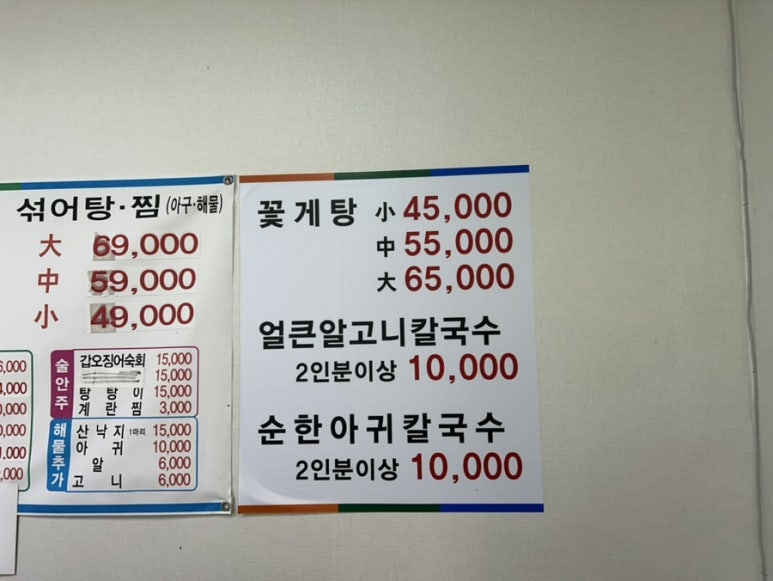 섞어탕·찜 (아구·해물)
大 69,000
中 59,000
小 49,000
술안주
갑오징어숙회 15,000
15,000
탕탕이 15,000
계란찜 3,000
해물추가
산낙지 1마리 15,000
아귀 10,000
알 6,000
고니 6,000
꽃게탕 小 45,000
中 55,000
大 65,000
얼큰알고니칼국수
2인분이상 10,000
순한아귀칼국수
2인분이상 10,000